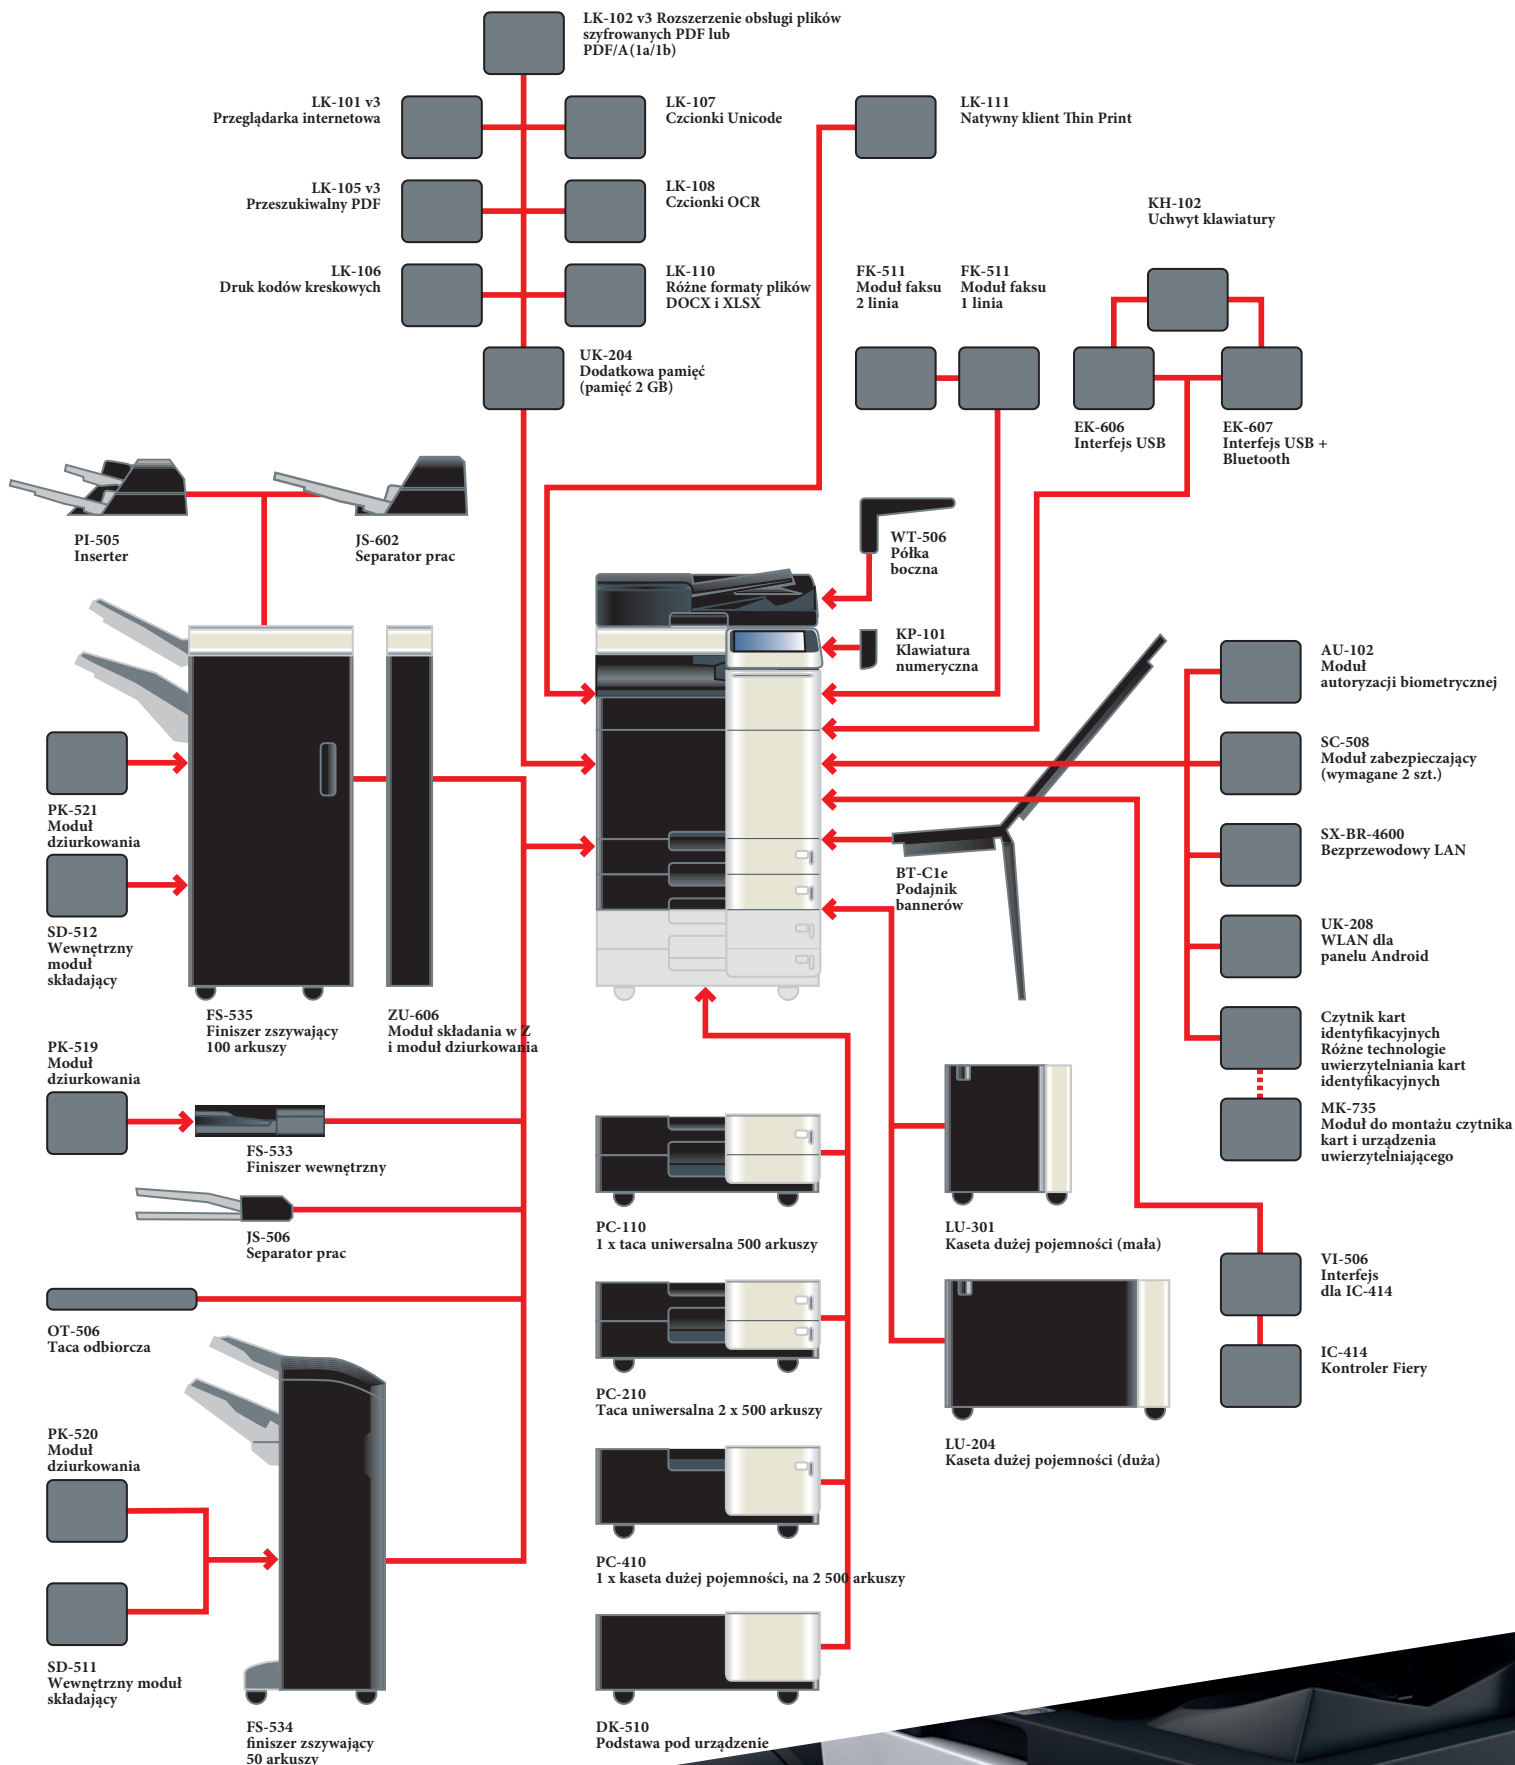 LK-102 v3 Rozszerzenie obsługi plików
szyfrowanych PDF lub
PDF/A(1a/1b)
LK-101 v3
Przeglądarka internetowa
LK-107
Czcionki Unicode
LK-111
Natywny klient Thin Print
LK-105 v3
Przeszukiwalny PDF
LK-108
Czcionki OCR
KH-102
Uchwyt klawiatury
LK-106
Druk kodów kreskowych
LK-110
Różne formaty plików
DOCX i XLSX
FK-511
Moduł faksu
2 linia
FK-511
Moduł faksu
1 linia
UK-204
Dodatkowa pamięć
(pamięć 2 GB)
EK-606
Interfejs USB
EK-607
Interfejs USB +
Bluetooth
PI-505
Inserter
JS-602
Separator prac
WT-506
Półka
boczna
KP-101
Klawiatura
numeryczna
AU-102
Moduł
autoryzacji biometrycznej
SC-508
Moduł zabezpieczający
(wymagane 2 szt.)
PK-521
Moduł
dziurkowania
SX-BR-4600
Bezprzewodowy LAN
BT-C1e
Podajnik
bannerów
SD-512
Wewnętrzny
moduł
składający
UK-208
WLAN dla
panelu Android
FS-535
Finiszer zszywający
100 arkuszy
ZU-606
Moduł składania w Z
i moduł dziurkowania
Czytnik kart
identyfikacyjnych
Różne technologie
uwierzytelniania kart
identyfikacyjnych
PK-519
Moduł
dziurkowania
MK-735
Moduł do montażu czytnika
kart i urządzenia
uwierzytelniającego
FS-533
Finiszer wewnętrzny
JS-506
Separator prac
PC-110
1 x taca uniwersalna 500 arkuszy
LU-301
Kaseta dużej pojemności (mała)
VI-506
Interfejs
dla IC-414
OT-506
Taca odbiorcza
IC-414
Kontroler Fiery
PC-210
Taca uniwersalna 2 x 500 arkuszy
LU-204
Kaseta dużej pojemności (duża)
PK-520
Moduł
dziurkowania
PC-410
1 x kaseta dużej pojemności, na 2 500 arkuszy
SD-511
Wewnętrzny moduł
składający
FS-534
finiszer zszywający
50 arkuszy
DK-510
Podstawa pod urządzenie